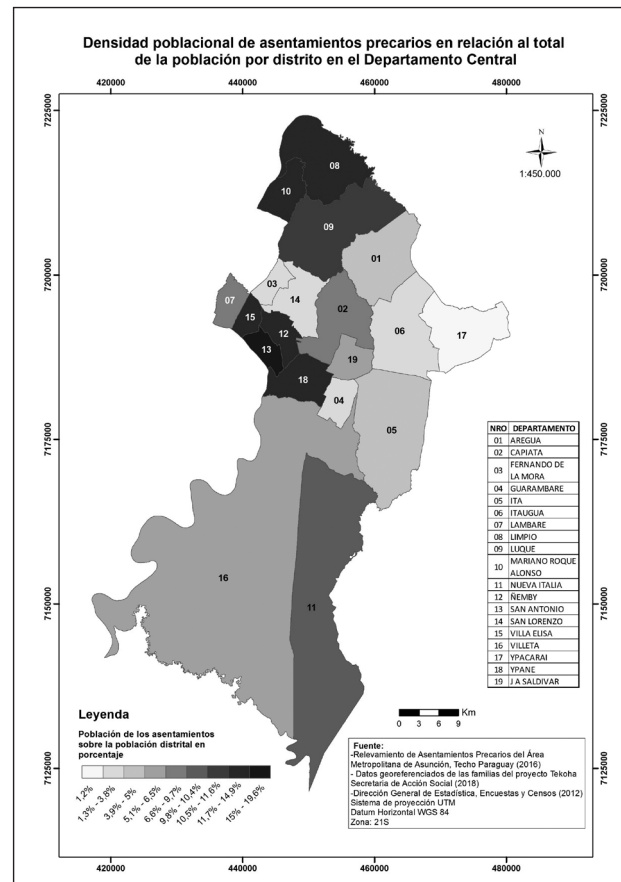 Densidad poblacional de asentamientos precarios en relación al total
de la población por distrito en el Departamento Central
420000 440000 460000 480000
7225000 7225000
N
1:450.000
08
10
09
7200000 7200000
01
03
07
14
02
15
06
17
12
13
19
18
04
7175000 7175000
05
NRO DEPARTAMENTO
01 AREGUA
02 CAPIATA
03 FERNANDO DE
LA MORA
04 GUARAMBARE
05 ITA
06 ITAUGUA
07 LAMBARE
08 LIMPIO
09 LUQUE
10 MARIANO ROQUE
ALONSO
11 NUEVA ITALIA
12 ÑEMBY
13 SAN ANTONIO
14 SAN LORENZO
15 VILLA ELISA
16 VILLETA
17 YPACARAI
18 YPANE
19 J A SALDIVAR
16
11
7150000 7150000
Km
0 3 6 9
Leyenda
Población de los asentamientos
sobre la población distrital en
porcentaje
1,2%
1,3% - 3,8%
3,9% - 5%
5,1% - 6,5%
6,6% - 9,7%
9,8% - 10,4%
10,5% - 11,6%
11,7% - 14,9%
15% - 19,6%
Fuente:
-Relevamiento de Asentamientos Precarios del Área
Metropolitana de Asunción, Techo Paraguay (2016)
- Datos georeferenciados de las familias del proyecto Tekoha
Secretaria de Acción Social (2018)
-Dirección General de Estadística, Encuestas y Censos (2012)
Sistema de proyección UTM
Datum Horizontal WGS 84
Zona: 21S
7125000 7125000
420000 440000 460000 480000